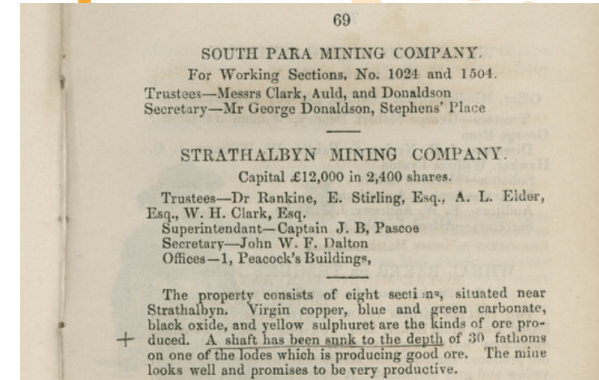 69
SOUTH PARA MINING COMPANY.
For Working Sections, No. 1024 and 1504.
Trustees—Messrs Clark, Auld, and Donaldson
Secretary—Mr George Donaldson, Stephens' Place
STRATHALBYN MINING COMPANY.
Capital £12,000 in 2,400 shares.
Trustees—Dr Rankine, E. Stirling, Esq., A. L. Elder,
Esq., W. H. Clark, Esq.
Superintendant—Captain J. B, Pascoe
Secretary—John W. F. Dalton
Offices—1, Peacock's Buildings,
The property consists of eight secti ns, situated near
Strathalbyn. Virgin copper, blue and green carbonate,
black oxide, and yellow sulphuret are the kinds of ore pro-
duced. A shaft has been sunk to the depth of 30 fathoms
on one of the lodes which is producing good ore. The mine
looks well and promises to be very productive.